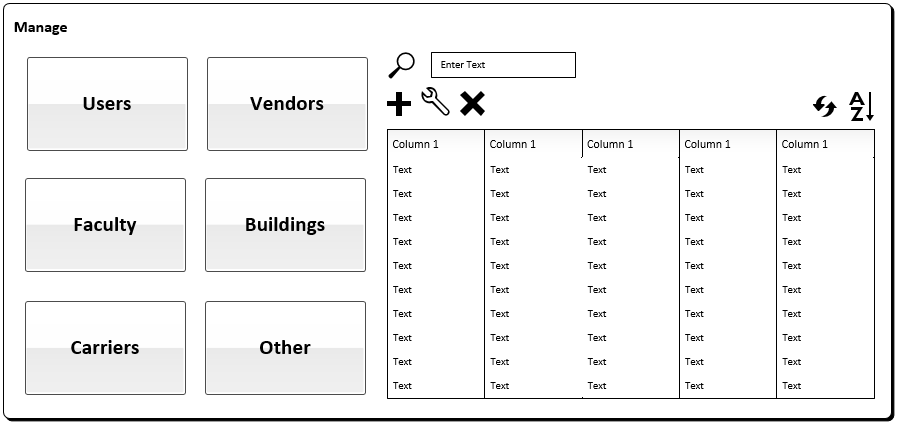 Manage
Users
Vendors
Faculty
Buildings
Carriers
Other
Enter Text
A
Z
Column 1 Column 1 Column 1 Column 1 Column 1
Text Text Text Text Text
Text Text Text Text Text
Text Text Text Text Text
Text Text Text Text Text
Text Text Text Text Text
Text Text Text Text Text
Text Text Text Text Text
Text Text Text Text Text
Text Text Text Text Text
Text Text Text Text Text